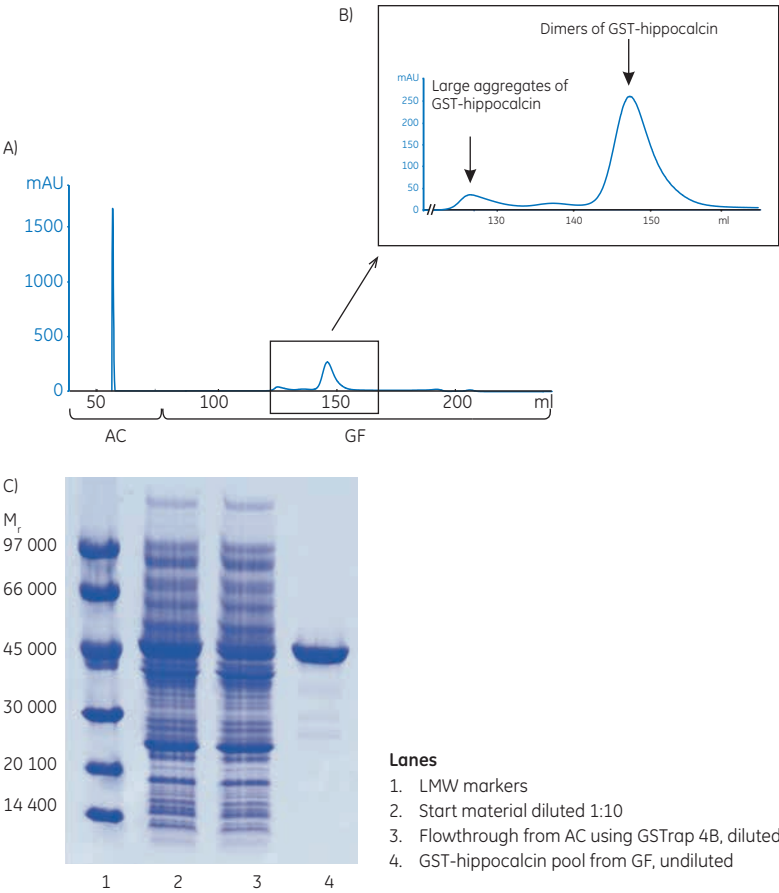 B)
Dimers of GST-hippocalcin
Large aggregates of
GST-hippocalcin
mAU
250
200
150
100
50
0
130 140 150 ml
A)
mAU
1500
1000
500
0
50 100 150 200 ml
AC GF
C)
Mr
97 000
66 000
45 000
30 000
20 100
14 400
1 2 3 4
Lanes
1. LMW markers
2. Start material diluted 1:10
3. Flowthrough from AC using GSTrap 4B, diluted
4. GST-hippocalcin pool from GF, undiluted